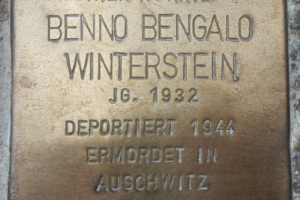 BENNO BENGALO
WINTERSTEIN
JG. 1932
DEPORTIERT 1944
ERMORDET IN
AUSCHWITZ